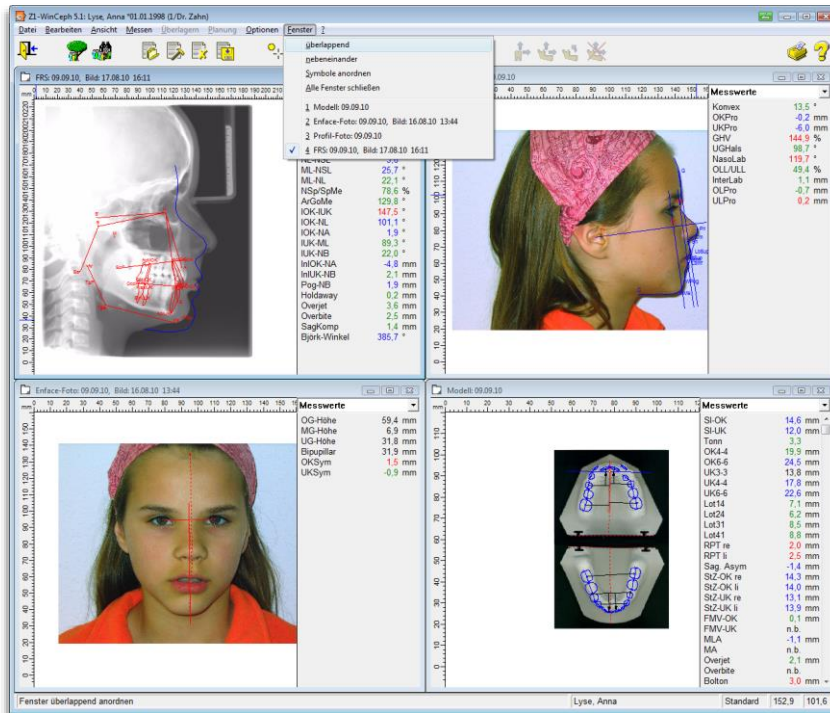 Z1-WinCeph 5.1: Lyse, Anna *01.01.1998 (1/Dr. Zahn)
Datei Bearbeiten Ansicht Messen Überlagern Planung Optionen Fenster ?
überlappend
nebeneinander
Symbole anordnen
Alle Fenster schließen
1 Modell: 09.09.10
2 Enface-Foto: 09.09.10, Bild: 16.08.10 13:44
3 Profil-Foto: 09.09.10
✓ 4 FRS: 09.09.10, Bild: 17.08.10 16:11
FRS: 09.09.10, Bild: 17.08.10 16:11
ML-NSL 25,7 °
ML-NL 22,1 °
NSp/SpMe 78,6 %
ArGoMe 129,8 °
IOK-IUK 147,5 °
IOK-NL 101,1 °
IOK-NA 1,9 °
IUK-ML 89,3 °
IUK-NB 22,0 °
InIOK-NA -4,8 mm
InIUK-NB 2,1 mm
Pog-NB 1,9 mm
Holdaway 0,2 mm
Overjet 3,6 mm
Overbite 2,5 mm
SagKomp 1,4 mm
Björk-Winkel 385,7 °
Messwerte
Konvex 13,5 °
OKPro -0,2 mm
UKPro -6,0 mm
GHV 144,9 %
UGHals 98,7 °
NasoLab 119,7 °
OLL/ULL 49,4 %
InterLab 1,1 mm
OLPro -0,7 mm
ULPro 0,2 mm
Enface-Foto: 09.09.10, Bild: 16.08.10 13:44
Messwerte
OG-Höhe 59,4 mm
MG-Höhe 6,9 mm
UG-Höhe 31,8 mm
Bipupillar 31,9 mm
OKSym 1,5 mm
UKSym -0,9 mm
Modell: 09.09.10
Messwerte
SI-OK 14,6 mm
SI-UK 12,0 mm
Tonn 3,3
OK4-4 19,9 mm
OK6-6 24,5 mm
UK3-3 13,8 mm
UK4-4 17,8 mm
UK6-6 22,6 mm
Lot14 7,1 mm
Lot24 6,2 mm
Lot31 8,5 mm
Lot41 8,8 mm
RPT re 2,0 mm
RPT li 2,5 mm
Sag. Asym -1,4 mm
StZ-OK re 14,3 mm
StZ-OK li 14,0 mm
StZ-UK re 13,1 mm
StZ-UK li 13,9 mm
FMV-OK 0,1 mm
FMV-UK n.b.
MLA -1,1 mm
MA n.b.
Overjet 2,1 mm
Overbite n.b.
Bolton 3,0 mm
Fenster überlappend anordnen Lyse, Anna Standard 152,9 101,6